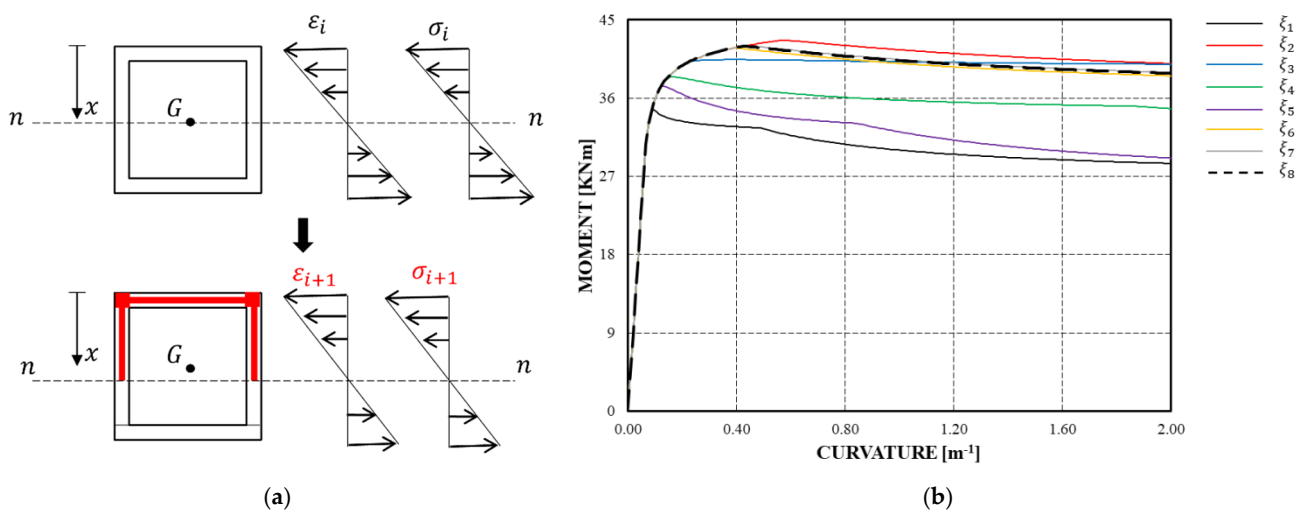 εᵢ
σᵢ
x
G
n
n
εᵢ₊₁
σᵢ₊₁
x
G
n
n
(a)
MOMENT [KNm]
45
36
27
18
9
0
0.00 0.40 0.80 1.20 1.60 2.00
CURVATURE [m⁻¹]
ξ₁
ξ₂
ξ₃
ξ₄
ξ₅
ξ₆
ξ₇
ξ₈
(b)